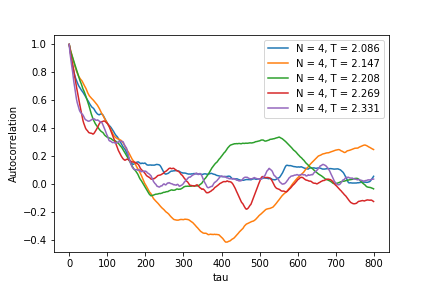 N = 4, T = 2.086
N = 4, T = 2.147
N = 4, T = 2.208
N = 4, T = 2.269
N = 4, T = 2.331
Autocorrelation
1.0
0.8
0.6
0.4
0.2
0.0
−0.2
−0.4
0 100 200 300 400 500 600 700 800
tau